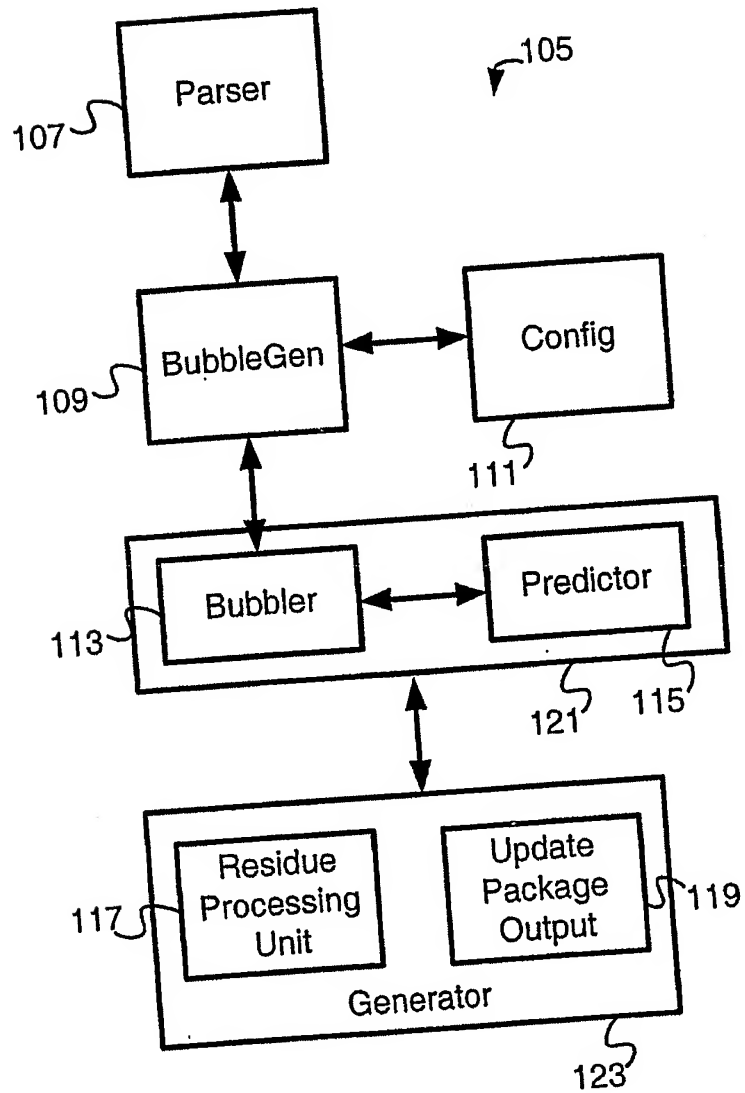 105
Parser
107
BubbleGen
109
Config
111
Bubbler
113
Predictor
115
121
Residue
Processing
Unit
117
Update
Package
Output
119
Generator
123